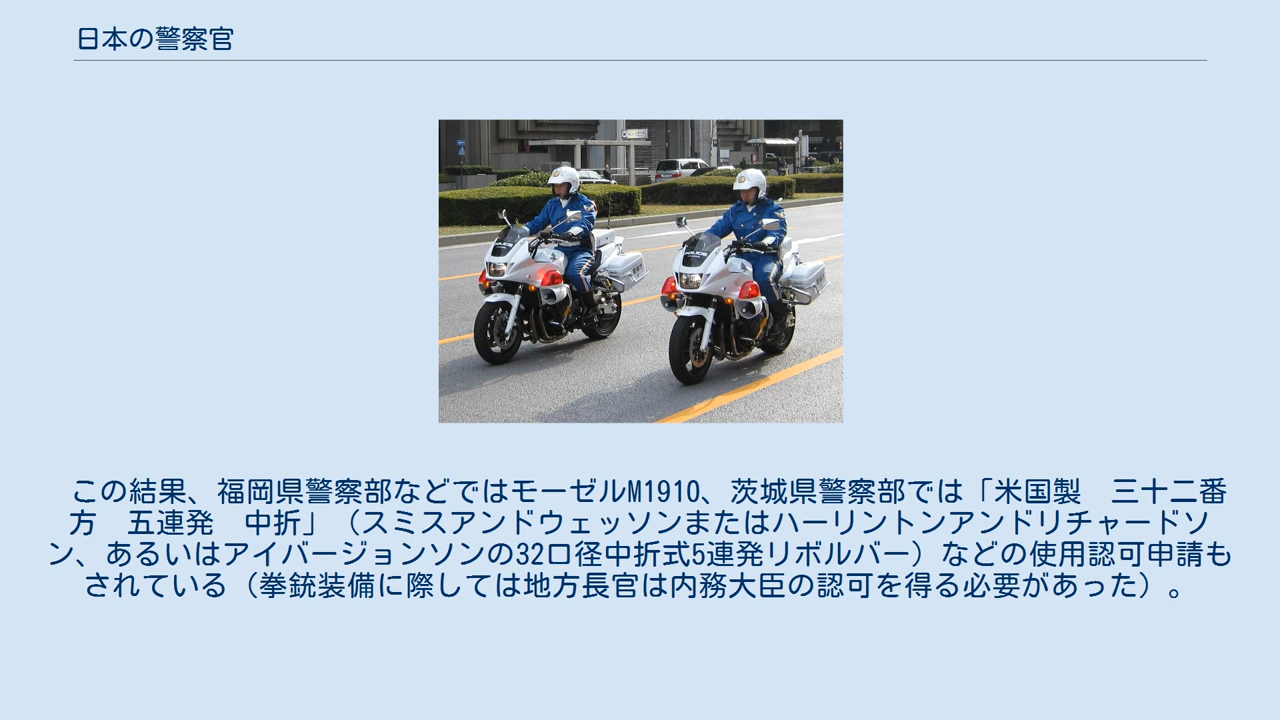 日本の警察官
POLICE
この結果、福岡県警察部などではモーゼルM1910、茨城県警察部では「米国製　三十二番
方　五連発　中折」（スミスアンドウェッソンまたはハーリントンアンドリチャードソ
ン、あるいはアイバージョンソンの32口径中折式5連発リボルバー）などの使用認可申請も
されている（拳銃装備に際しては地方長官は内務大臣の認可を得る必要があった）。